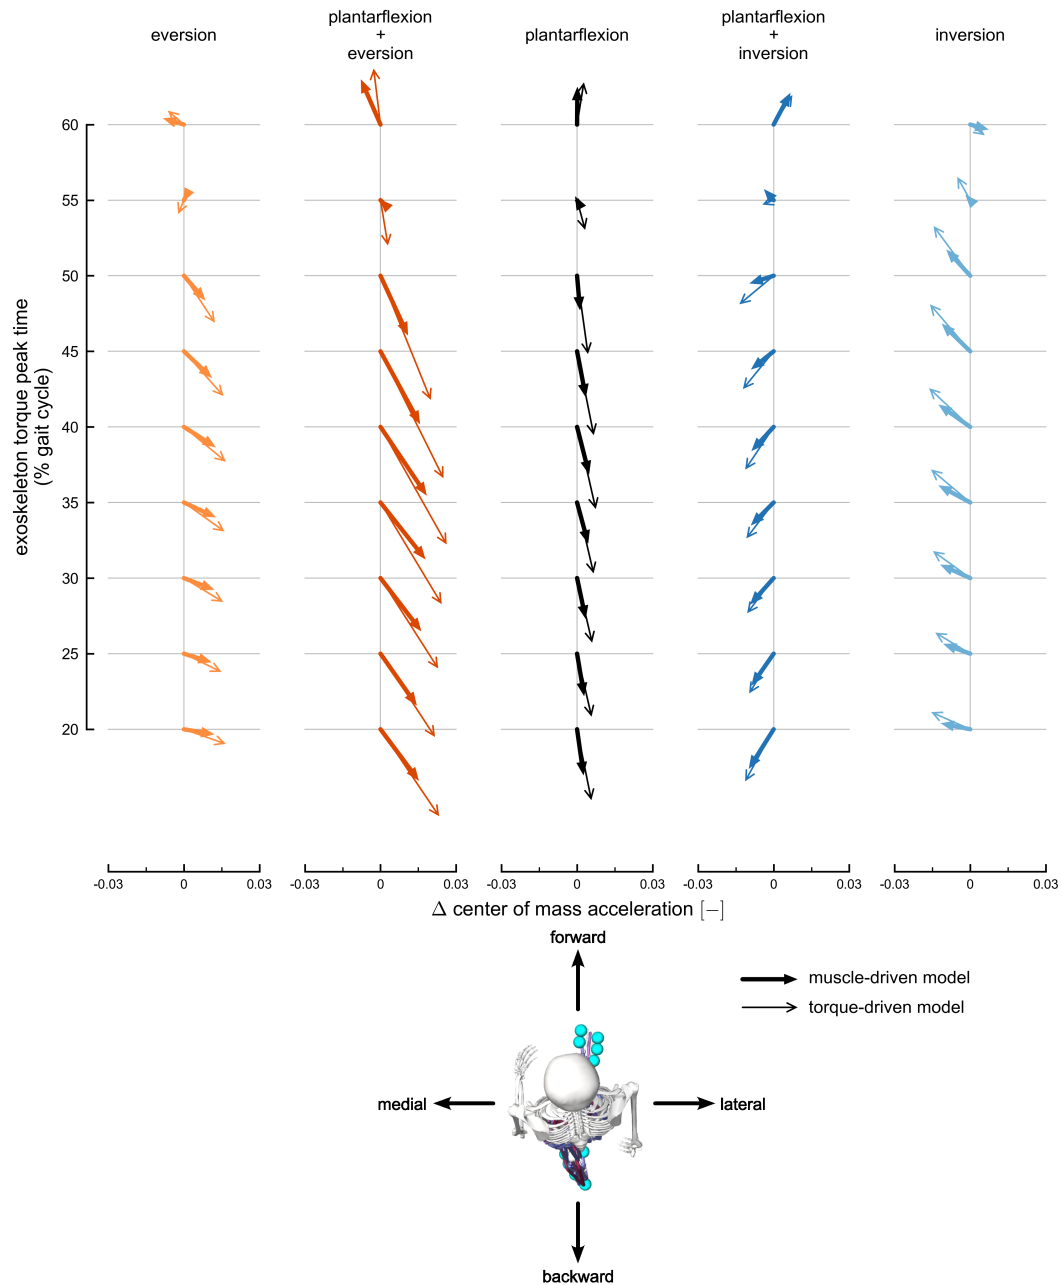 eversion
plantarflexion
+
eversion
plantarflexion
plantarflexion
+
inversion
inversion
exoskeleton torque peak time
(% gait cycle)
60
55
50
45
40
35
30
25
20
-0.03 0 0.03 -0.03 0 0.03 -0.03 0 0.03 -0.03 0 0.03 -0.03 0 0.03
Δ center of mass acceleration [−]
forward
muscle-driven model
torque-driven model
medial
lateral
backward